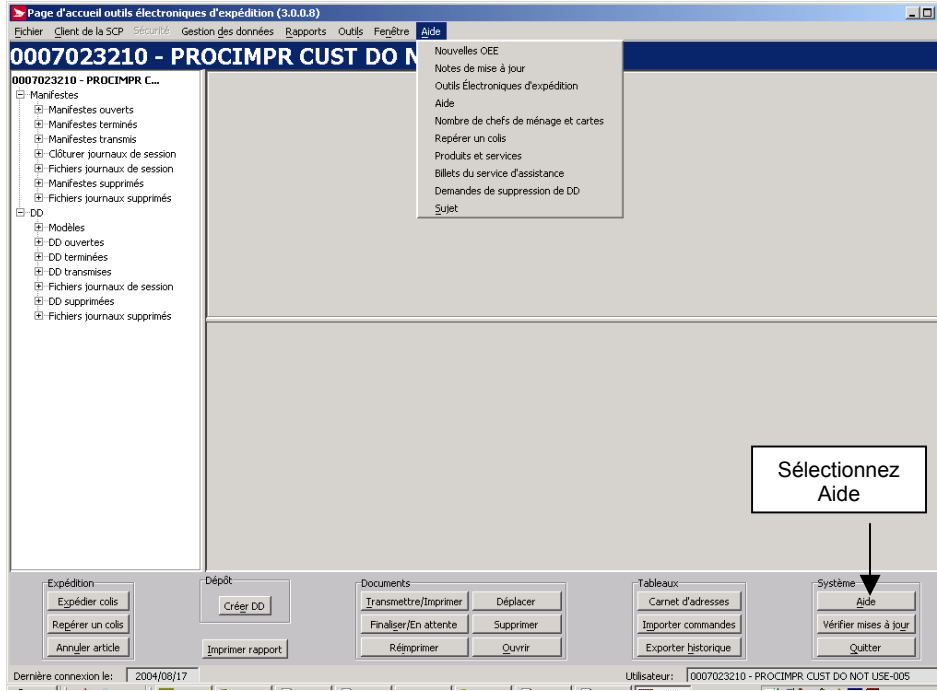 Page d'accueil outils électroniques d'expédition (3.0.0.8)
Fichier Client de la SCP Sécurité Gestion des données Rapports Outils Fenêtre Aide
0007023210 - PROCIMPR CUST DO N
Nouvelles OEE
Notes de mise à jour
Outils Électroniques d'expédition
Aide
Nombre de chefs de ménage et cartes
Repérer un colis
Produits et services
Billets du service d'assistance
Demandes de suppression de DD
Sujet
0007023210 - PROCIMPR C...
Manifestes
Manifestes ouverts
Manifestes terminés
Manifestes transmis
Clôturer journaux de session
Fichiers journaux de session
Manifestes supprimés
Fichiers journaux supprimés
DD
Modèles
DD ouvertes
DD terminées
DD transmises
Fichiers journaux de session
DD supprimées
Fichiers journaux supprimés
Sélectionnez
Aide
Expédition
Expédier colis
Repérer un colis
Annuler article
Dépôt
Créer DD
Imprimer rapport
Documents
Transmettre/Imprimer Déplacer
Finaliser/En attente Supprimer
Réimprimer Ouvrir
Tableaux
Carnet d'adresses
Importer commandes
Exporter historique
Système
Aide
Vérifier mises à jour
Quitter
Dernière connexion le: 2004/08/17 Utilisateur: 0007023210 - PROCIMPR CUST DO NOT USE-005